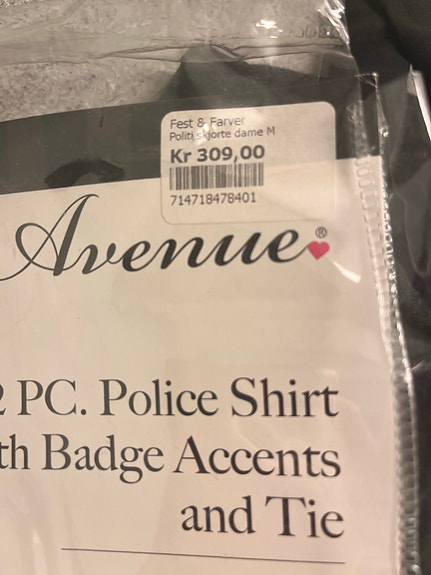 Fest & Farver
Politi skjorte dame M
Kr 309,00
714718478401
Avenue®
2 PC. Police Shirt
th Badge Accents
and Tie